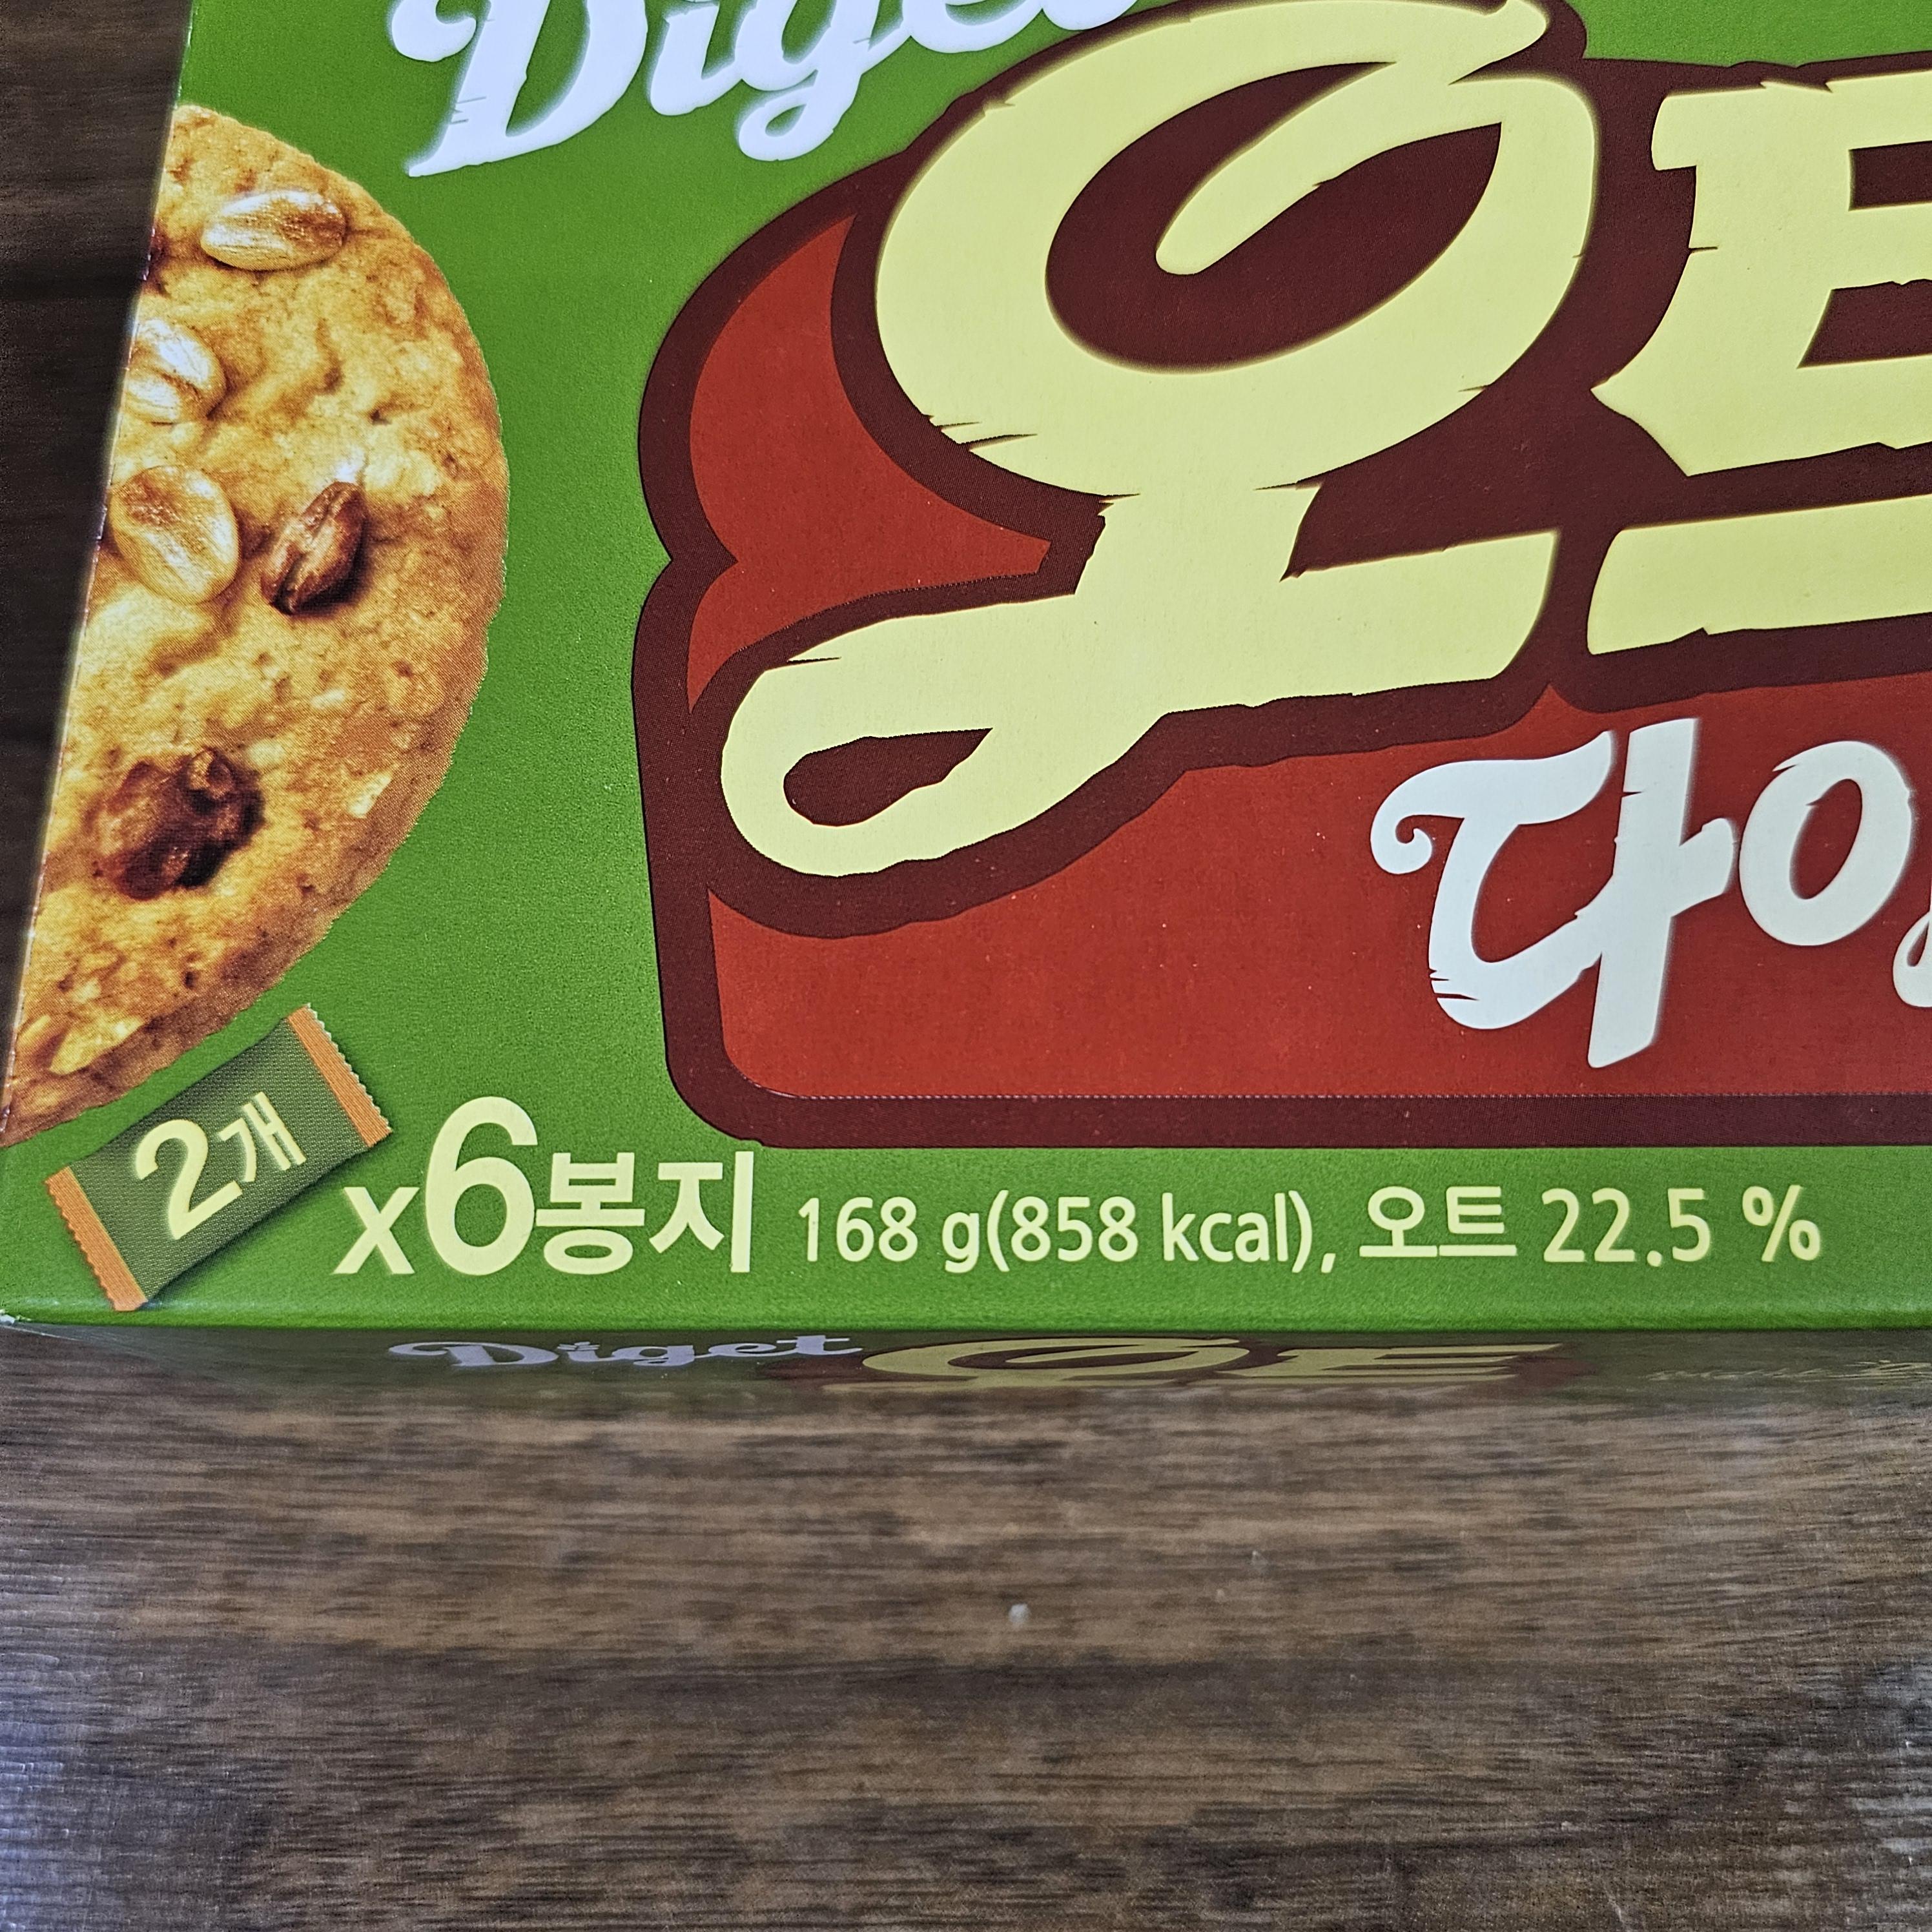 Diget
오트
다이
2개
x6봉지 168 g(858 kcal), 오트 22.5 %
Diget 오트